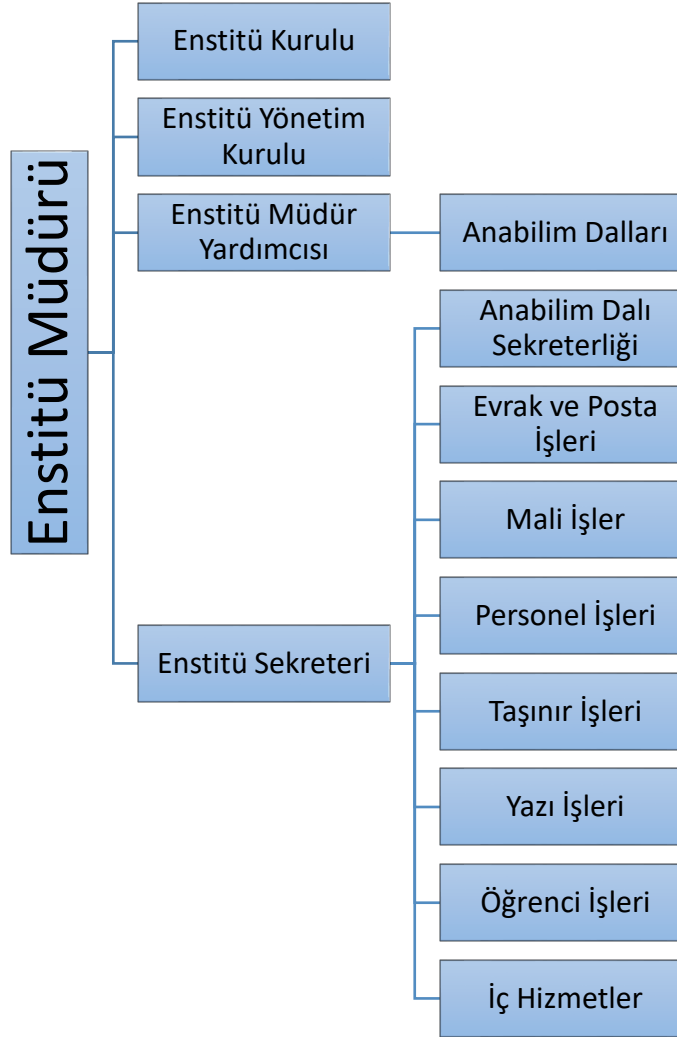 Enstitü Müdürü
Enstitü Kurulu
Enstitü Yönetim
Kurulu
Enstitü Müdür
Yardımcısı
Anabilim Dalları
Enstitü Sekreteri
Anabilim Dalı
Sekreterliği
Evrak ve Posta
İşleri
Mali İşler
Personel İşleri
Taşınır İşleri
Yazı İşleri
Öğrenci İşleri
İç Hizmetler